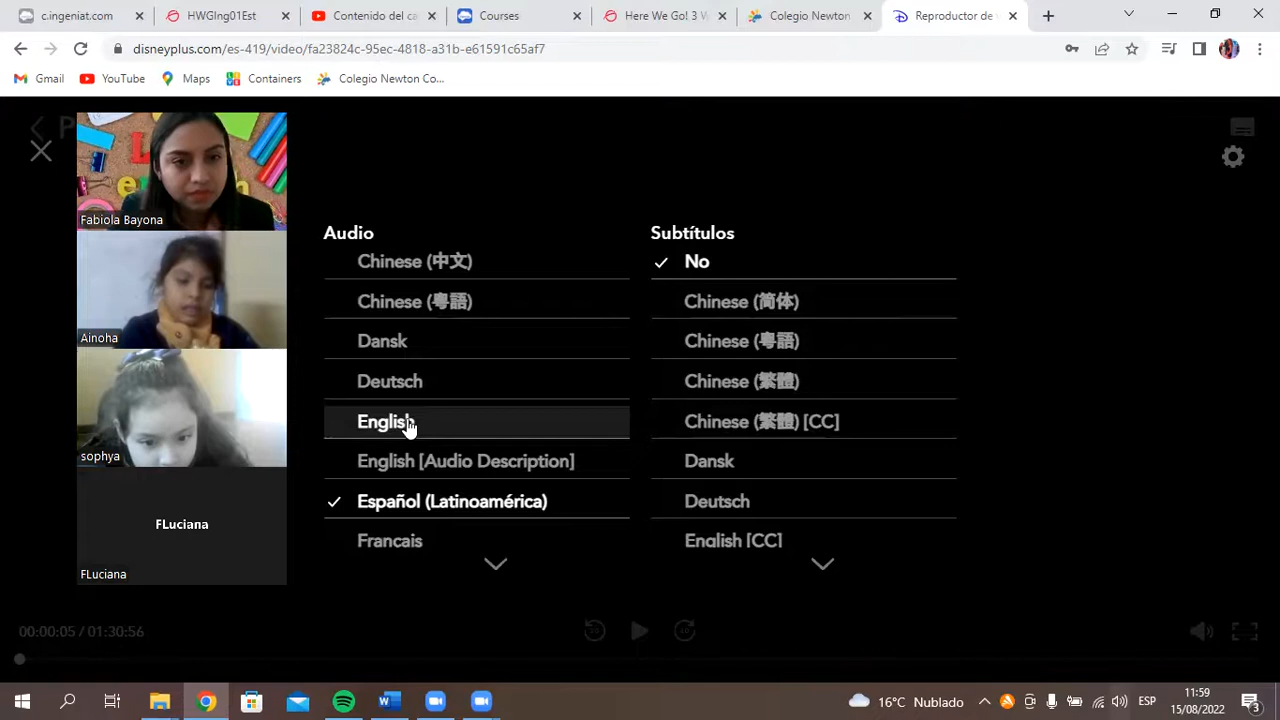 c.ingeniat.com
HWGIng01Est
Contenido del ca
Courses
Here We Go! 3 W
Colegio Newton
Reproductor de
disneyplus.com/es-419/video/fa23824c-95ec-4818-a31b-e61591c65af7
Gmail
YouTube
Maps
Containers
Colegio Newton Co...
Fabiola Bayona
Ainoha
sophya
FLuciana
FLuciana
Audio
Chinese (中文)
Chinese (粵語)
Dansk
Deutsch
English
English [Audio Description]
Español (Latinoamérica)
Francais
Subtítulos
No
Chinese (简体)
Chinese (粵語)
Chinese (繁體)
Chinese (繁體) [CC]
Dansk
Deutsch
English [CC]
00:00:05 / 01:30:56
16°C Nublado
ESP
11:59
15/08/2022
3